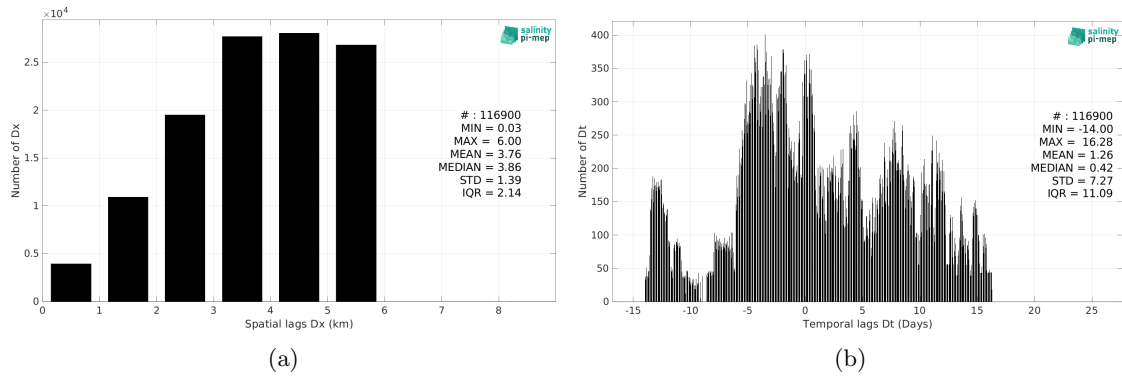 ×10^4
2.5
2
1.5
1
0.5
0
0 1 2 3 4 5 6 7 8
Number of Dx
Spatial lags Dx (km)
salinity
pi-mep
# : 116900
MIN = 0.03
MAX = 6.00
MEAN = 3.76
MEDIAN = 3.86
STD = 1.39
IQR = 2.14
(a)
400
350
300
250
200
150
100
50
0
-15 -10 -5 0 5 10 15 20 25
Number of Dt
Temporal lags Dt (Days)
salinity
pi-mep
# : 116900
MIN = -14.00
MAX = 16.28
MEAN = 1.26
MEDIAN = 0.42
STD = 7.27
IQR = 11.09
(b)